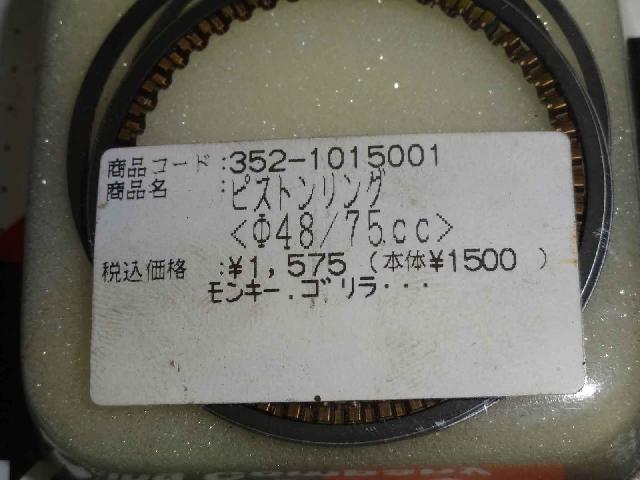 商品コード:352-1015001
商品名 :ピストンリング
<Φ48/75cc>
税込価格 :¥1,575 (本体¥1500 )
モンキー.ゴリラ···